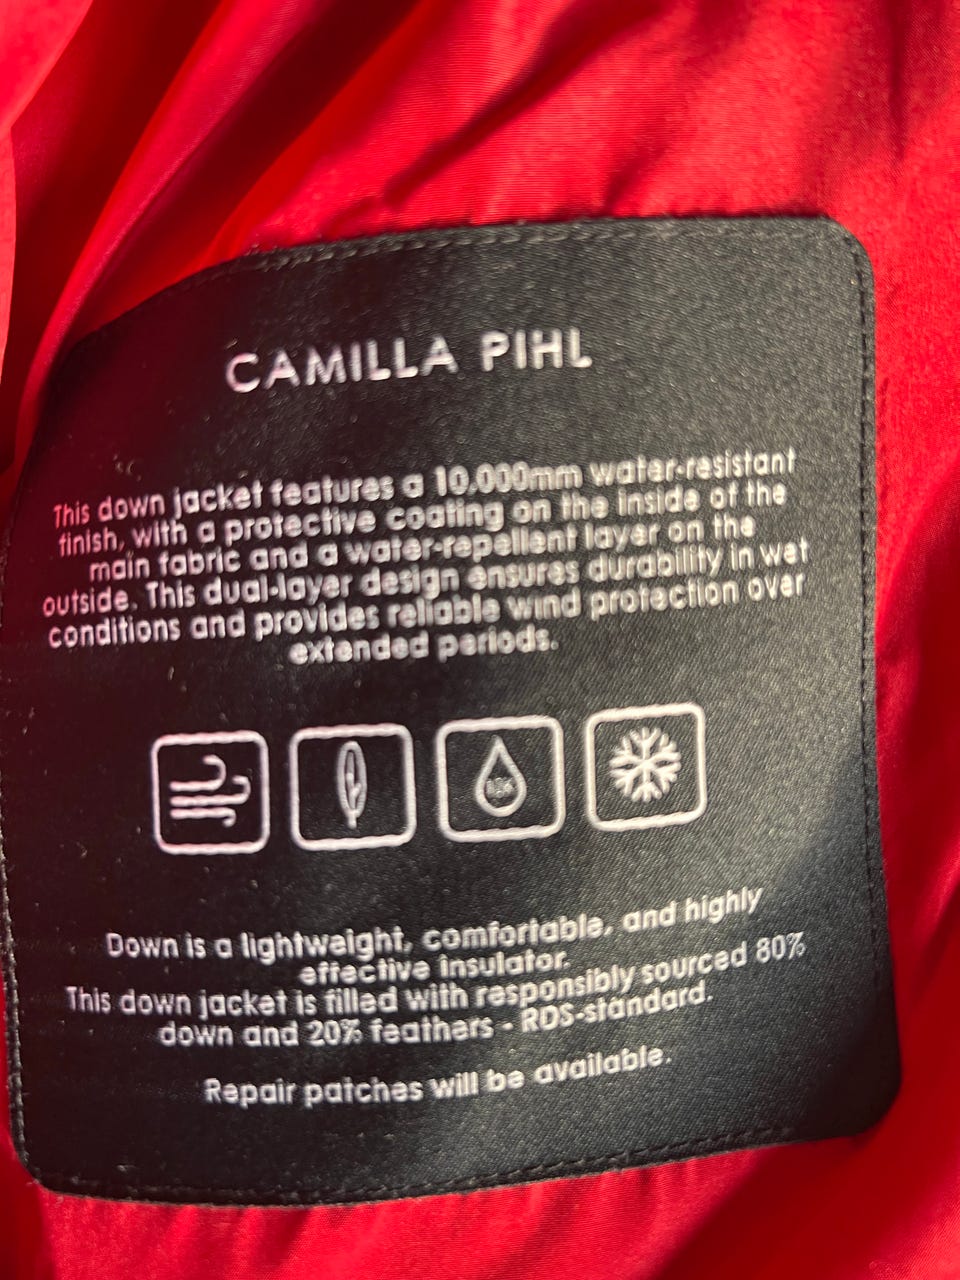 CAMILLA PIHL
This down jacket features a 10.000mm water-resistant
finish, with a protective coating on the inside of the
main fabric and a water-repellent layer on the
outside. This dual-layer design ensures durability in wet
conditions and provides reliable wind protection over
extended periods.
Down is a lightweight, comfortable, and highly
effective insulator.
This down jacket is filled with responsibly sourced 80%
down and 20% feathers - RDS-standard.
Repair patches will be available.